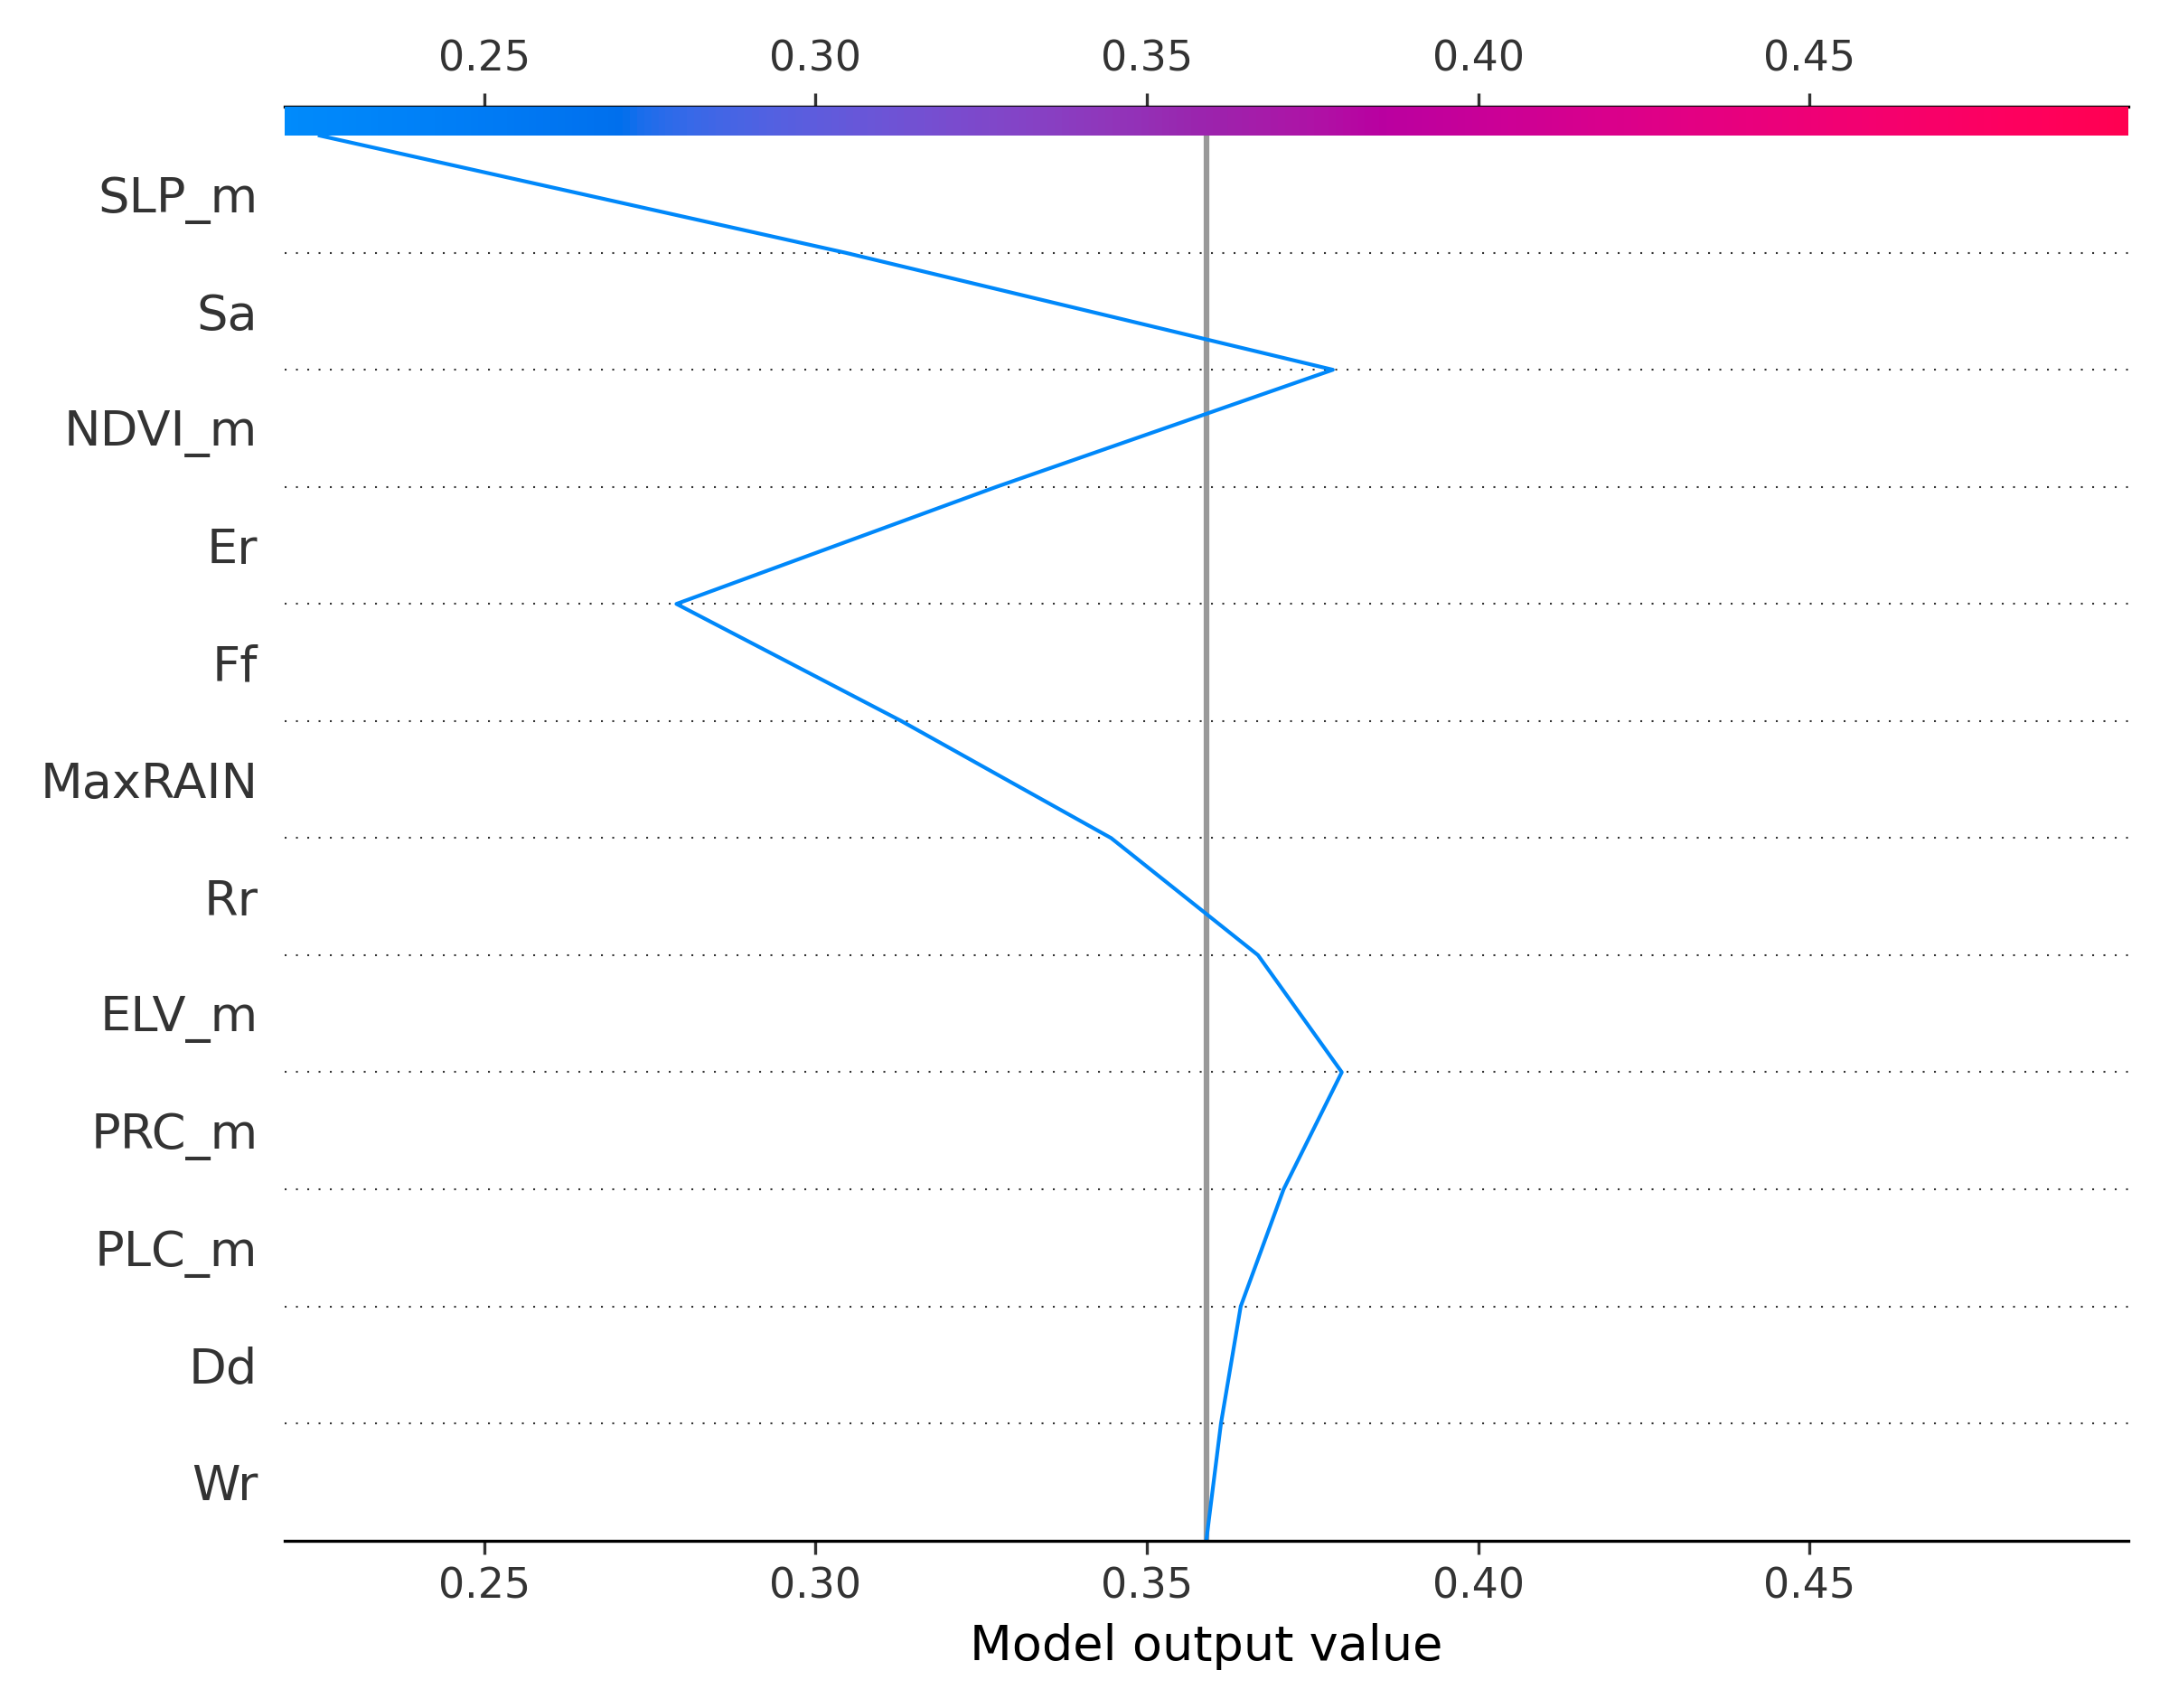 0.25 0.30 0.35 0.40 0.45
SLP_m
Sa
NDVI_m
Er
Ff
MaxRAIN
Rr
ELV_m
PRC_m
PLC_m
Dd
Wr
0.25 0.30 0.35 0.40 0.45
Model output value